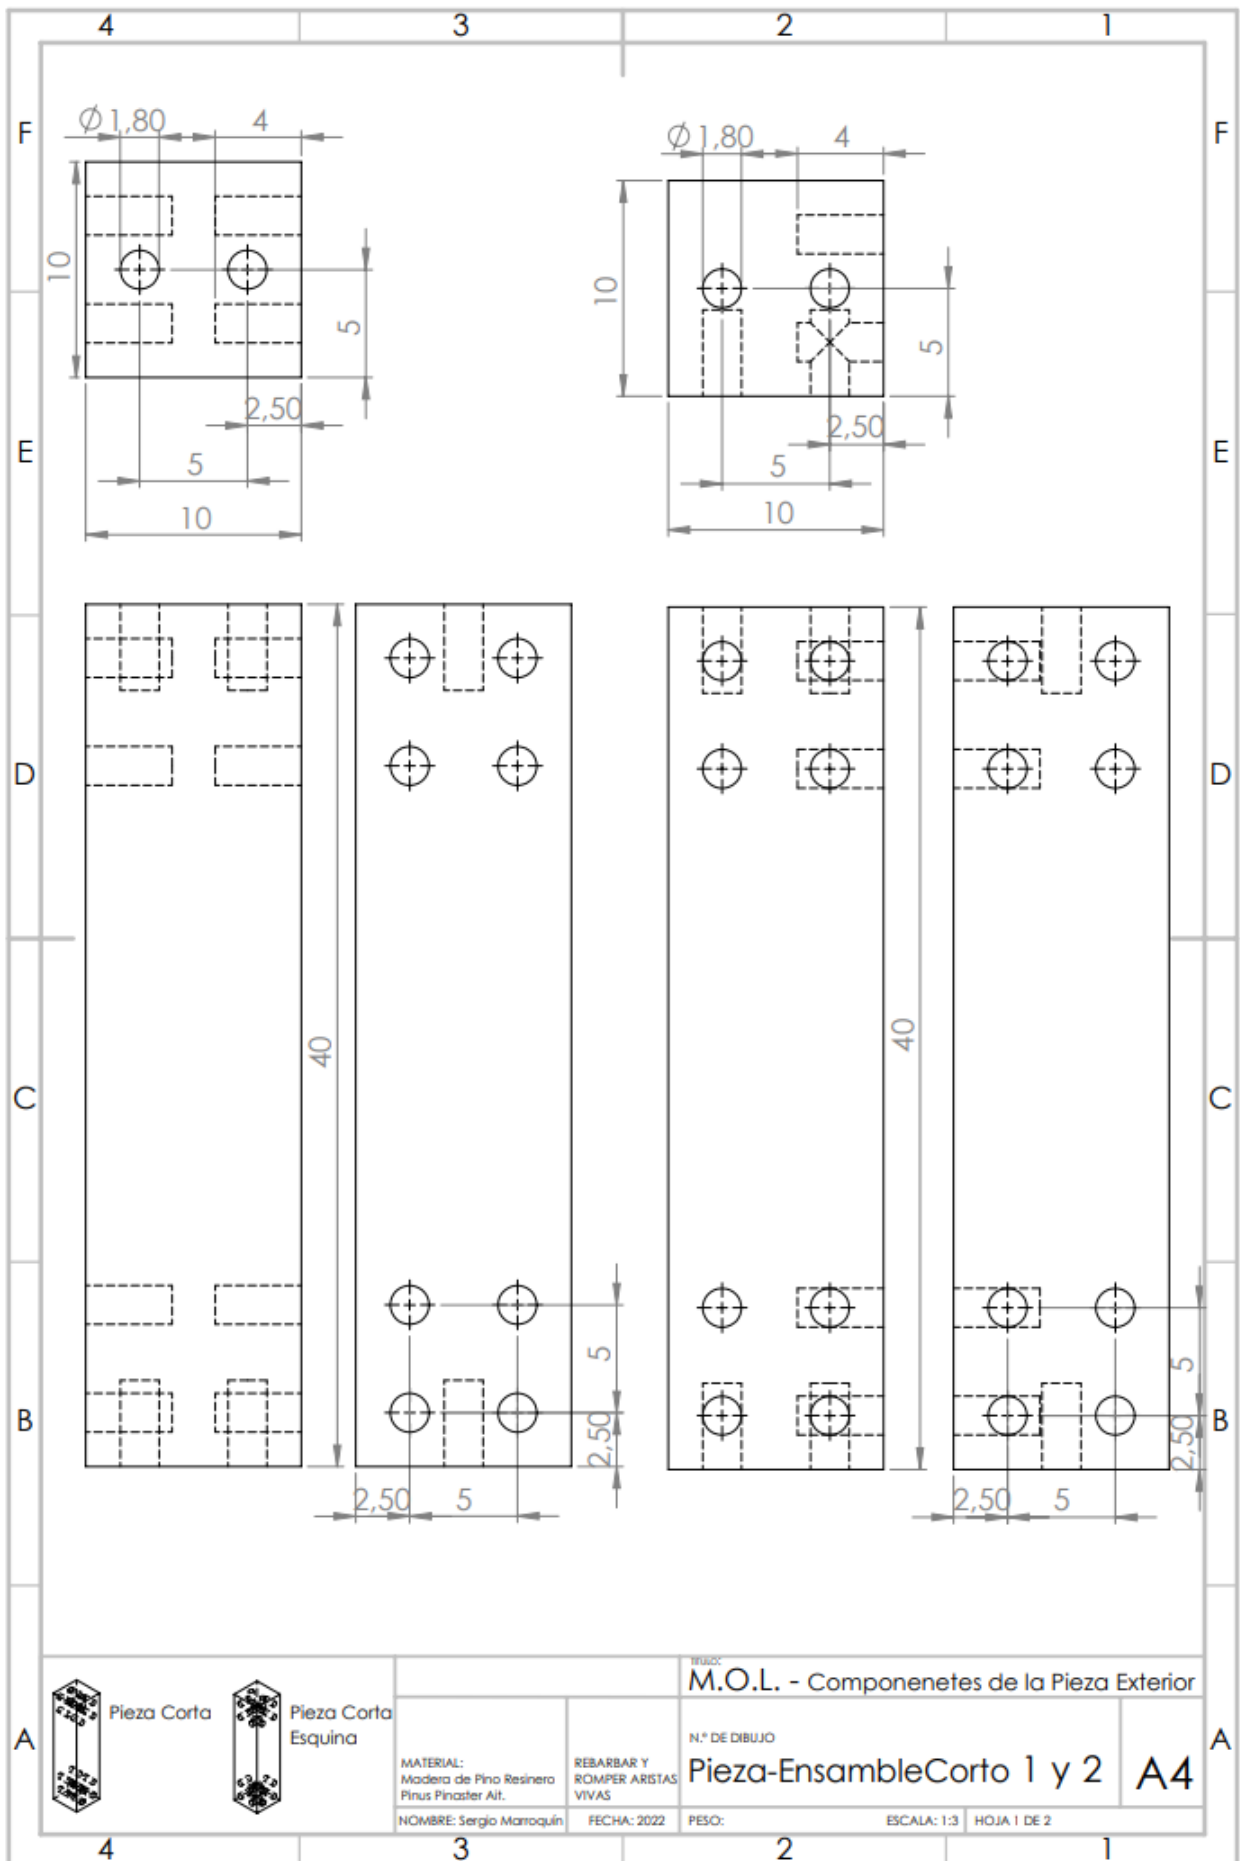 4 3 2 1
F F
Ø 1,80 4
10
5
2,50
5
10
Ø 1,80 4
10
5
2,50
5
10
E E
D D
40
40
C C
5
2,50
2,50 5
5
2,50
2,50 5
B B
A A
Pieza Corta
Pieza Corta
Esquina
MATERIAL:
Madera de Pino Resinero
Pinus Pinaster Ait.
REBARBAR Y
ROMPER ARISTAS
VIVAS
NOMBRE: Sergio Marroquín
FECHA: 2022
TÍTULO:
M.O.L. - Componenetes de la Pieza Exterior
N.º DE DIBUJO
Pieza-EnsambleCorto 1 y 2
A4
PESO:
ESCALA: 1:3
HOJA 1 DE 2
4 3 2 1